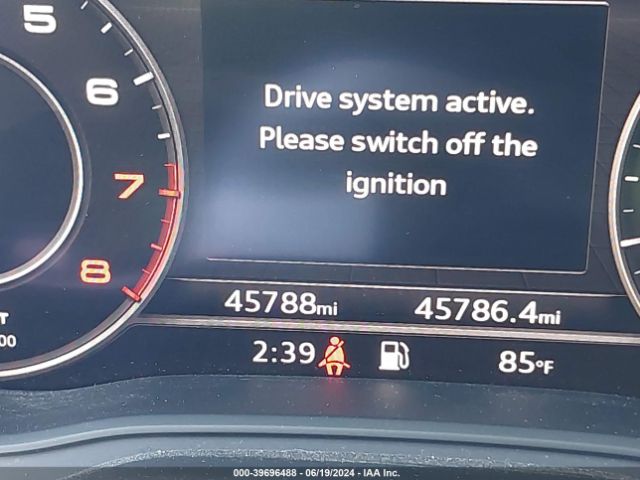 5
6
7
8
Drive system active.
Please switch off the
ignition
45788mi 45786.4mi
2:39 85°F
00
000-39696488 - 06/19/2024 - IAA Inc.